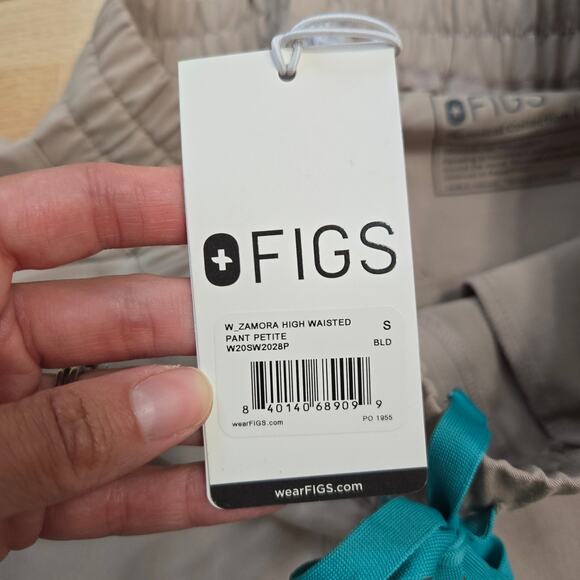 FIGS
W_ZAMORA HIGH WAISTED
PANT PETITE
W20SW2028P
S
BLD
8 40140 68909 9
wearFIGS.com
PO 1955
wearFIGS.com
FIGS